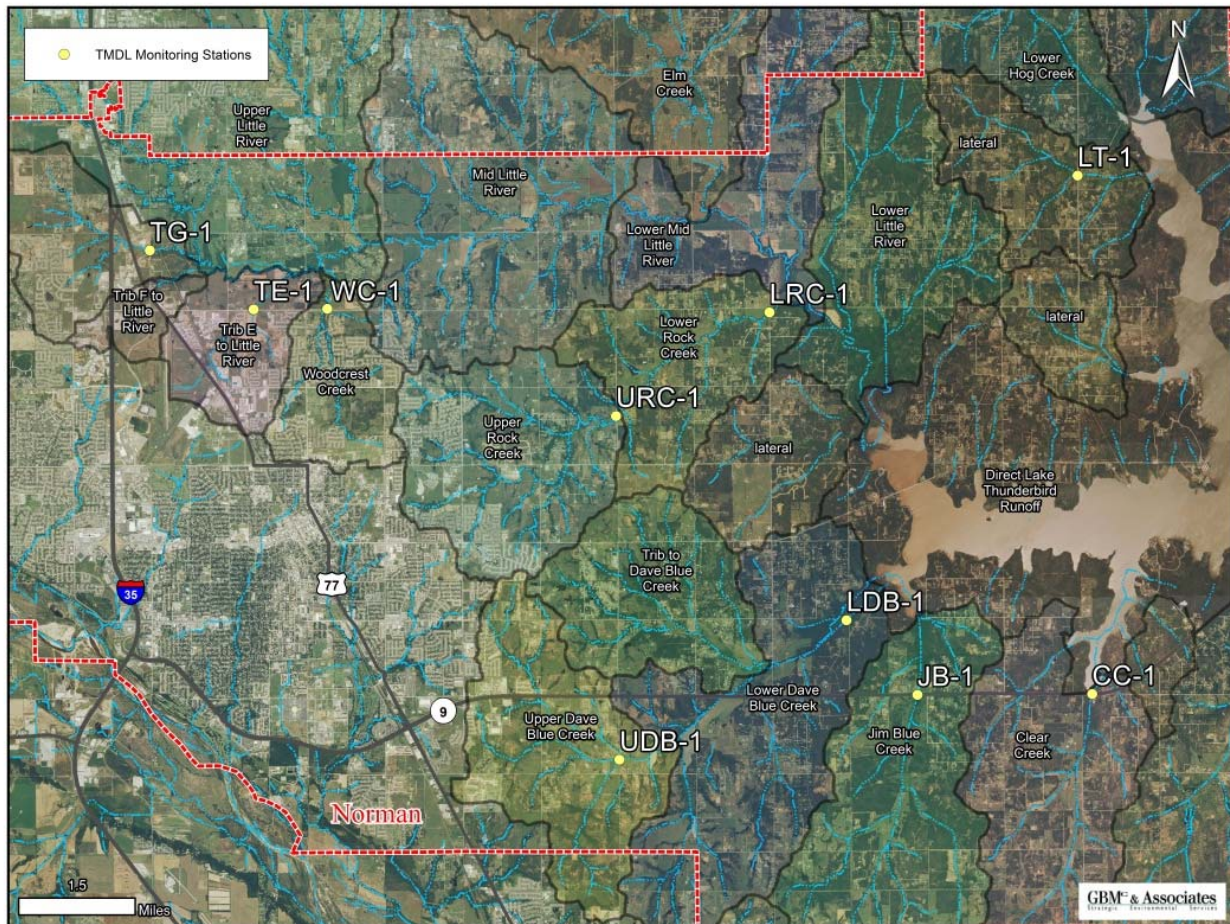 TMDL Monitoring Stations
N
Lower
Hog Creek
Elm
Creek
Upper
Little
River
lateral
LT-1
Mid Little
River
Lower
Little
River
Lower Mid
Little
River
TG-1
Trib F to
Little
River
TE-1
WC-1
LRC-1
Trib E
to Little
River
Lower
Rock
Creek
lateral
Woodcrest
Creek
URC-1
Upper
Rock
Creek
lateral
Direct Lake
Thunderbird
Runoff
Trib to
Dave Blue
Creek
35
77
LDB-1
JB-1
CC-1
9
Lower Dave
Blue Creek
Upper Dave
Blue Creek
UDB-1
Jim Blue
Creek
Clear
Creek
Norman
1.5
Miles
GBMc & Associates
Strategic Environmental Services